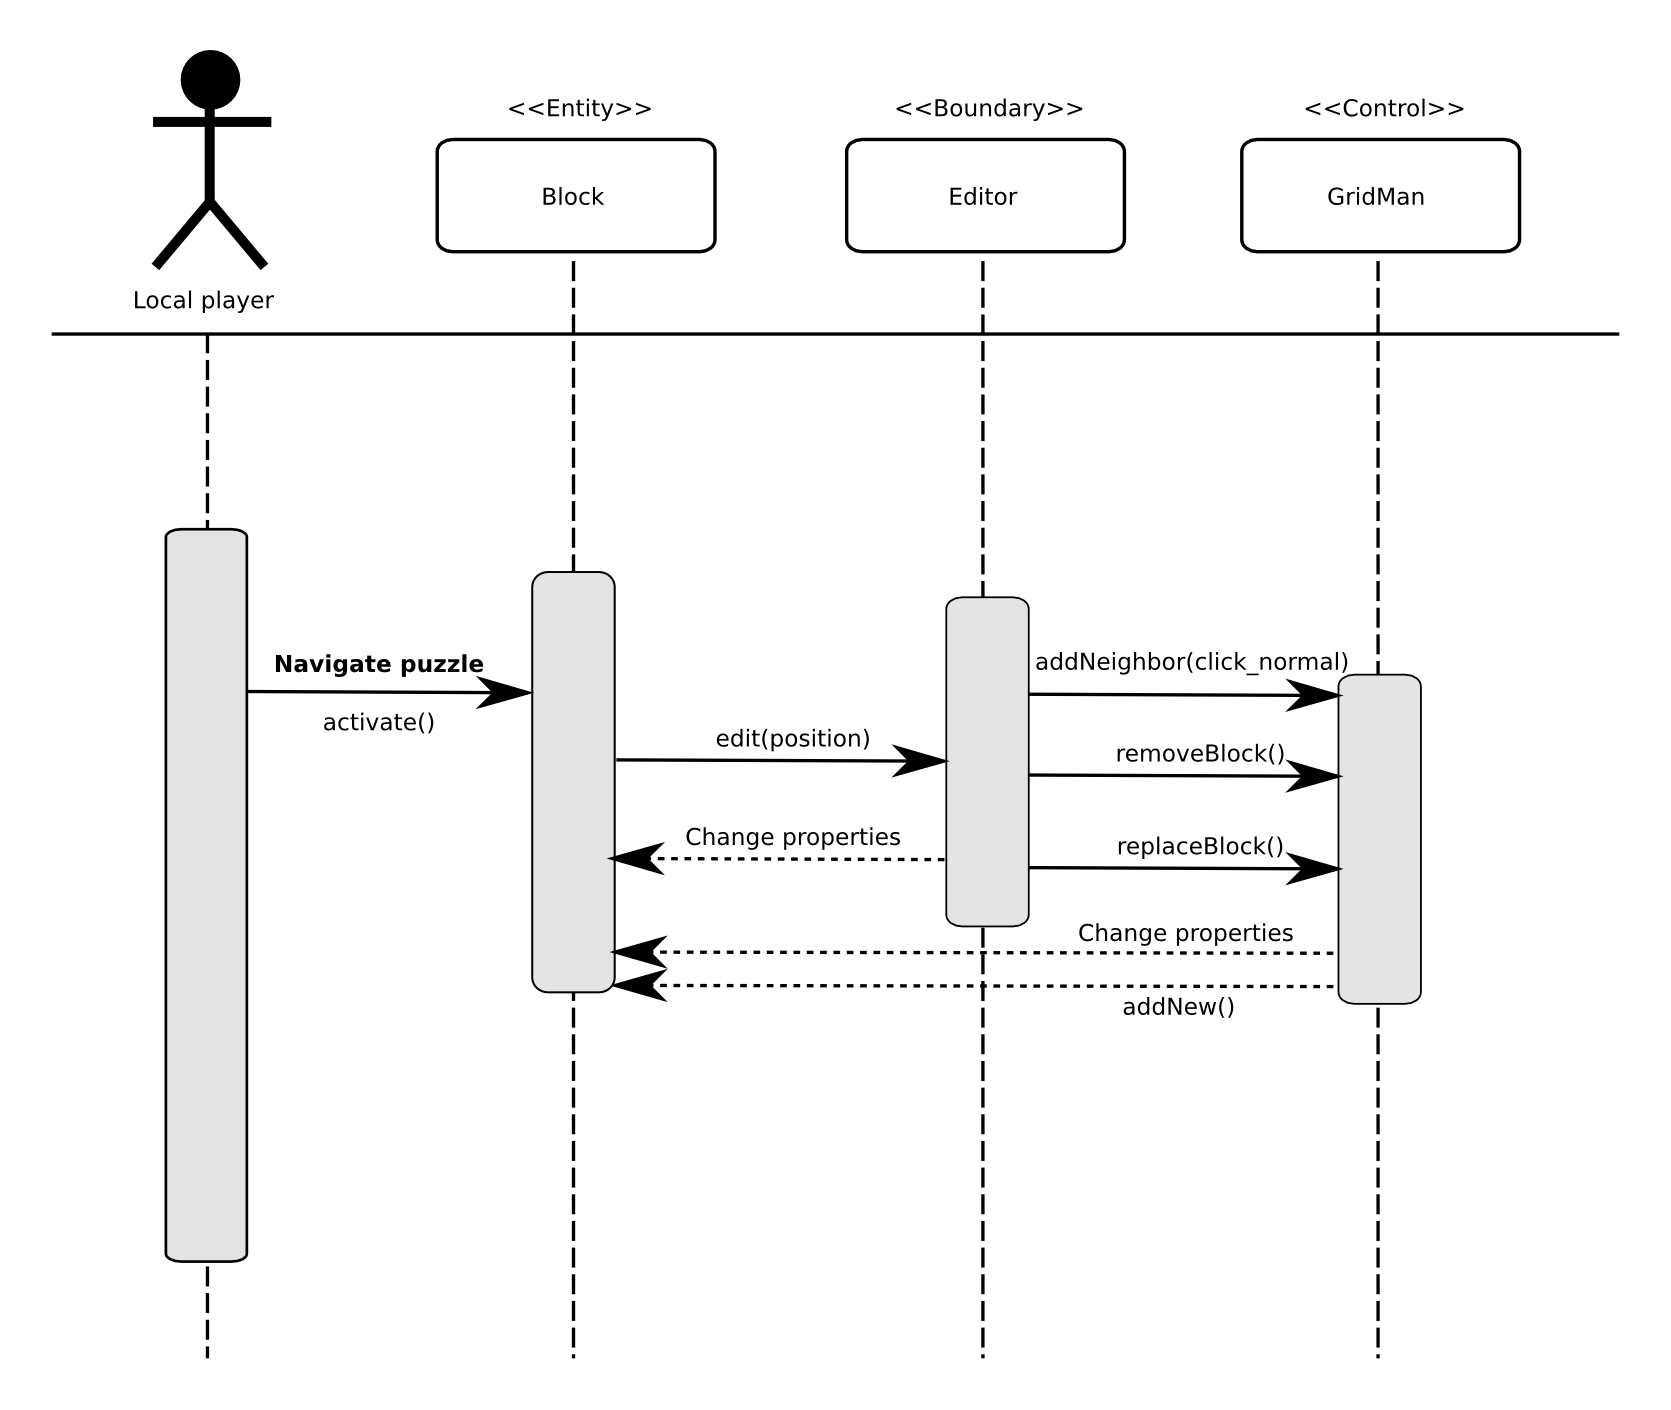 <<Entity>>
<<Boundary>>
<<Control>>
Block
Editor
GridMan
Local player
Navigate puzzle
activate()
addNeighbor(click_normal)
edit(position)
removeBlock()
Change properties
replaceBlock()
Change properties
addNew()